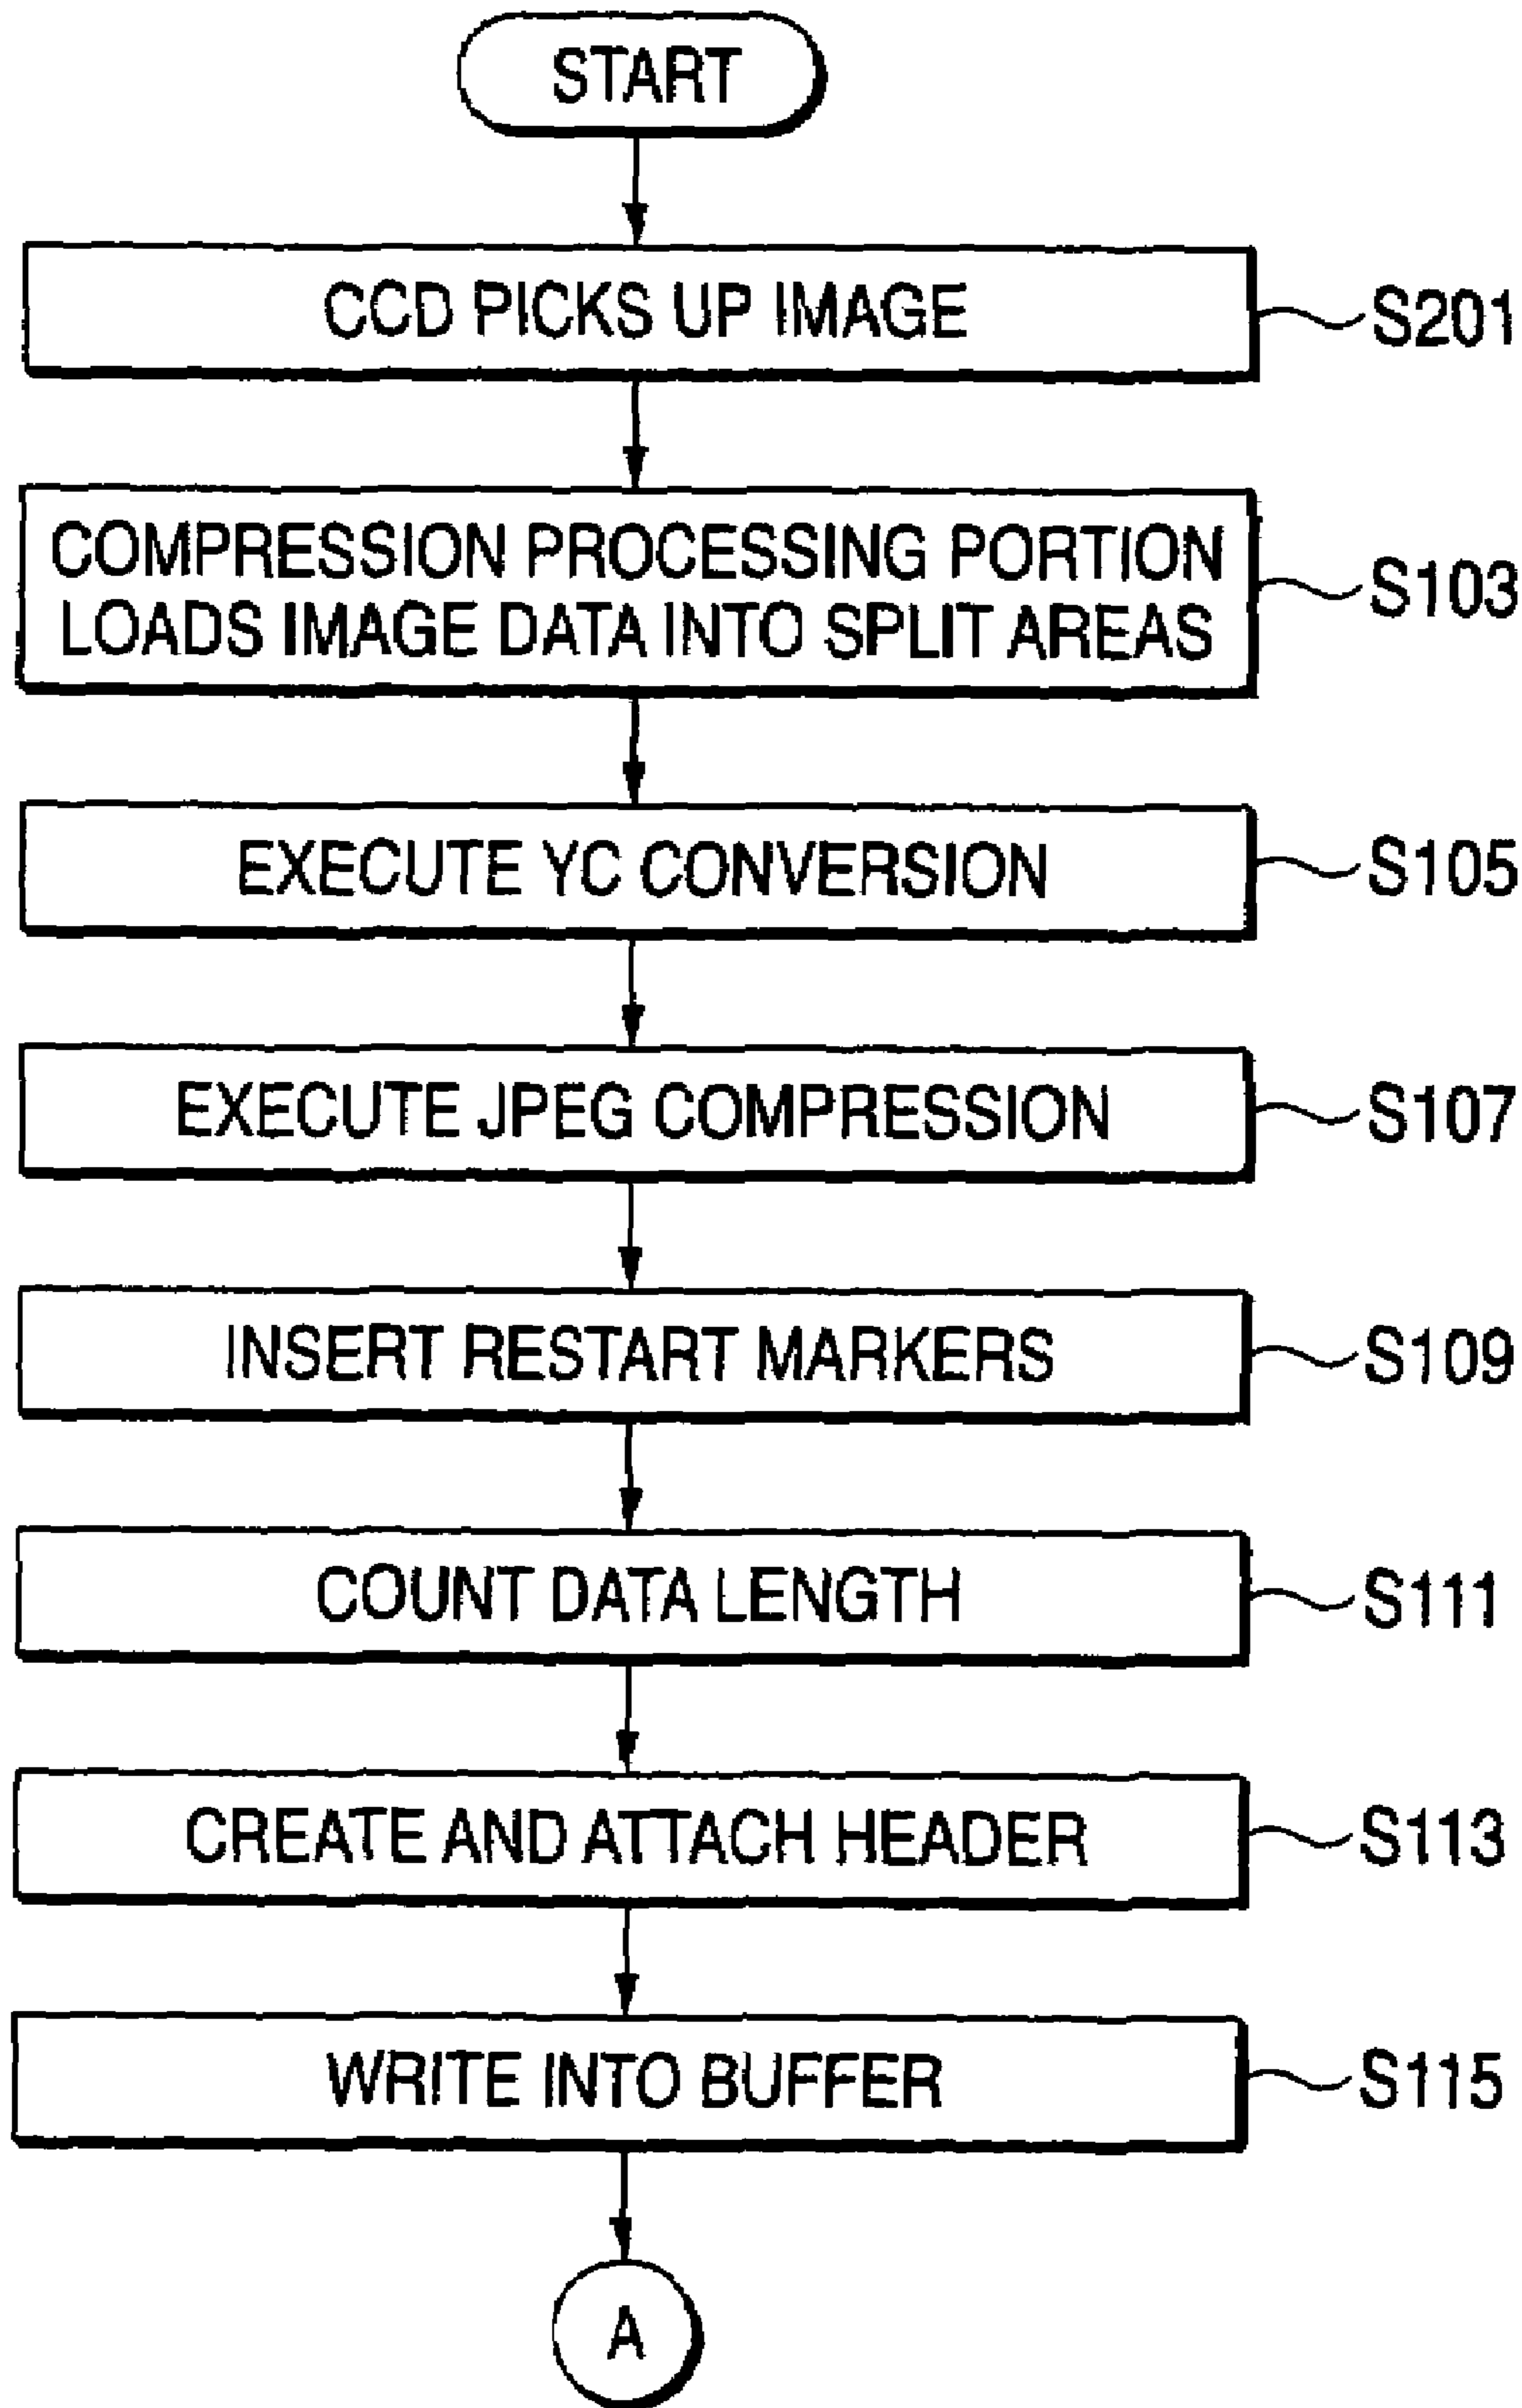 START
CCD PICKS UP IMAGE
S201
COMPRESSION PROCESSING PORTION
LOADS IMAGE DATA INTO SPLIT AREAS
S103
EXECUTE YC CONVERSION
S105
EXECUTE JPEG COMPRESSION
S107
INSERT RESTART MARKERS
S109
COUNT DATA LENGTH
S111
CREATE AND ATTACH HEADER
S113
WRITE INTO BUFFER
S115
A